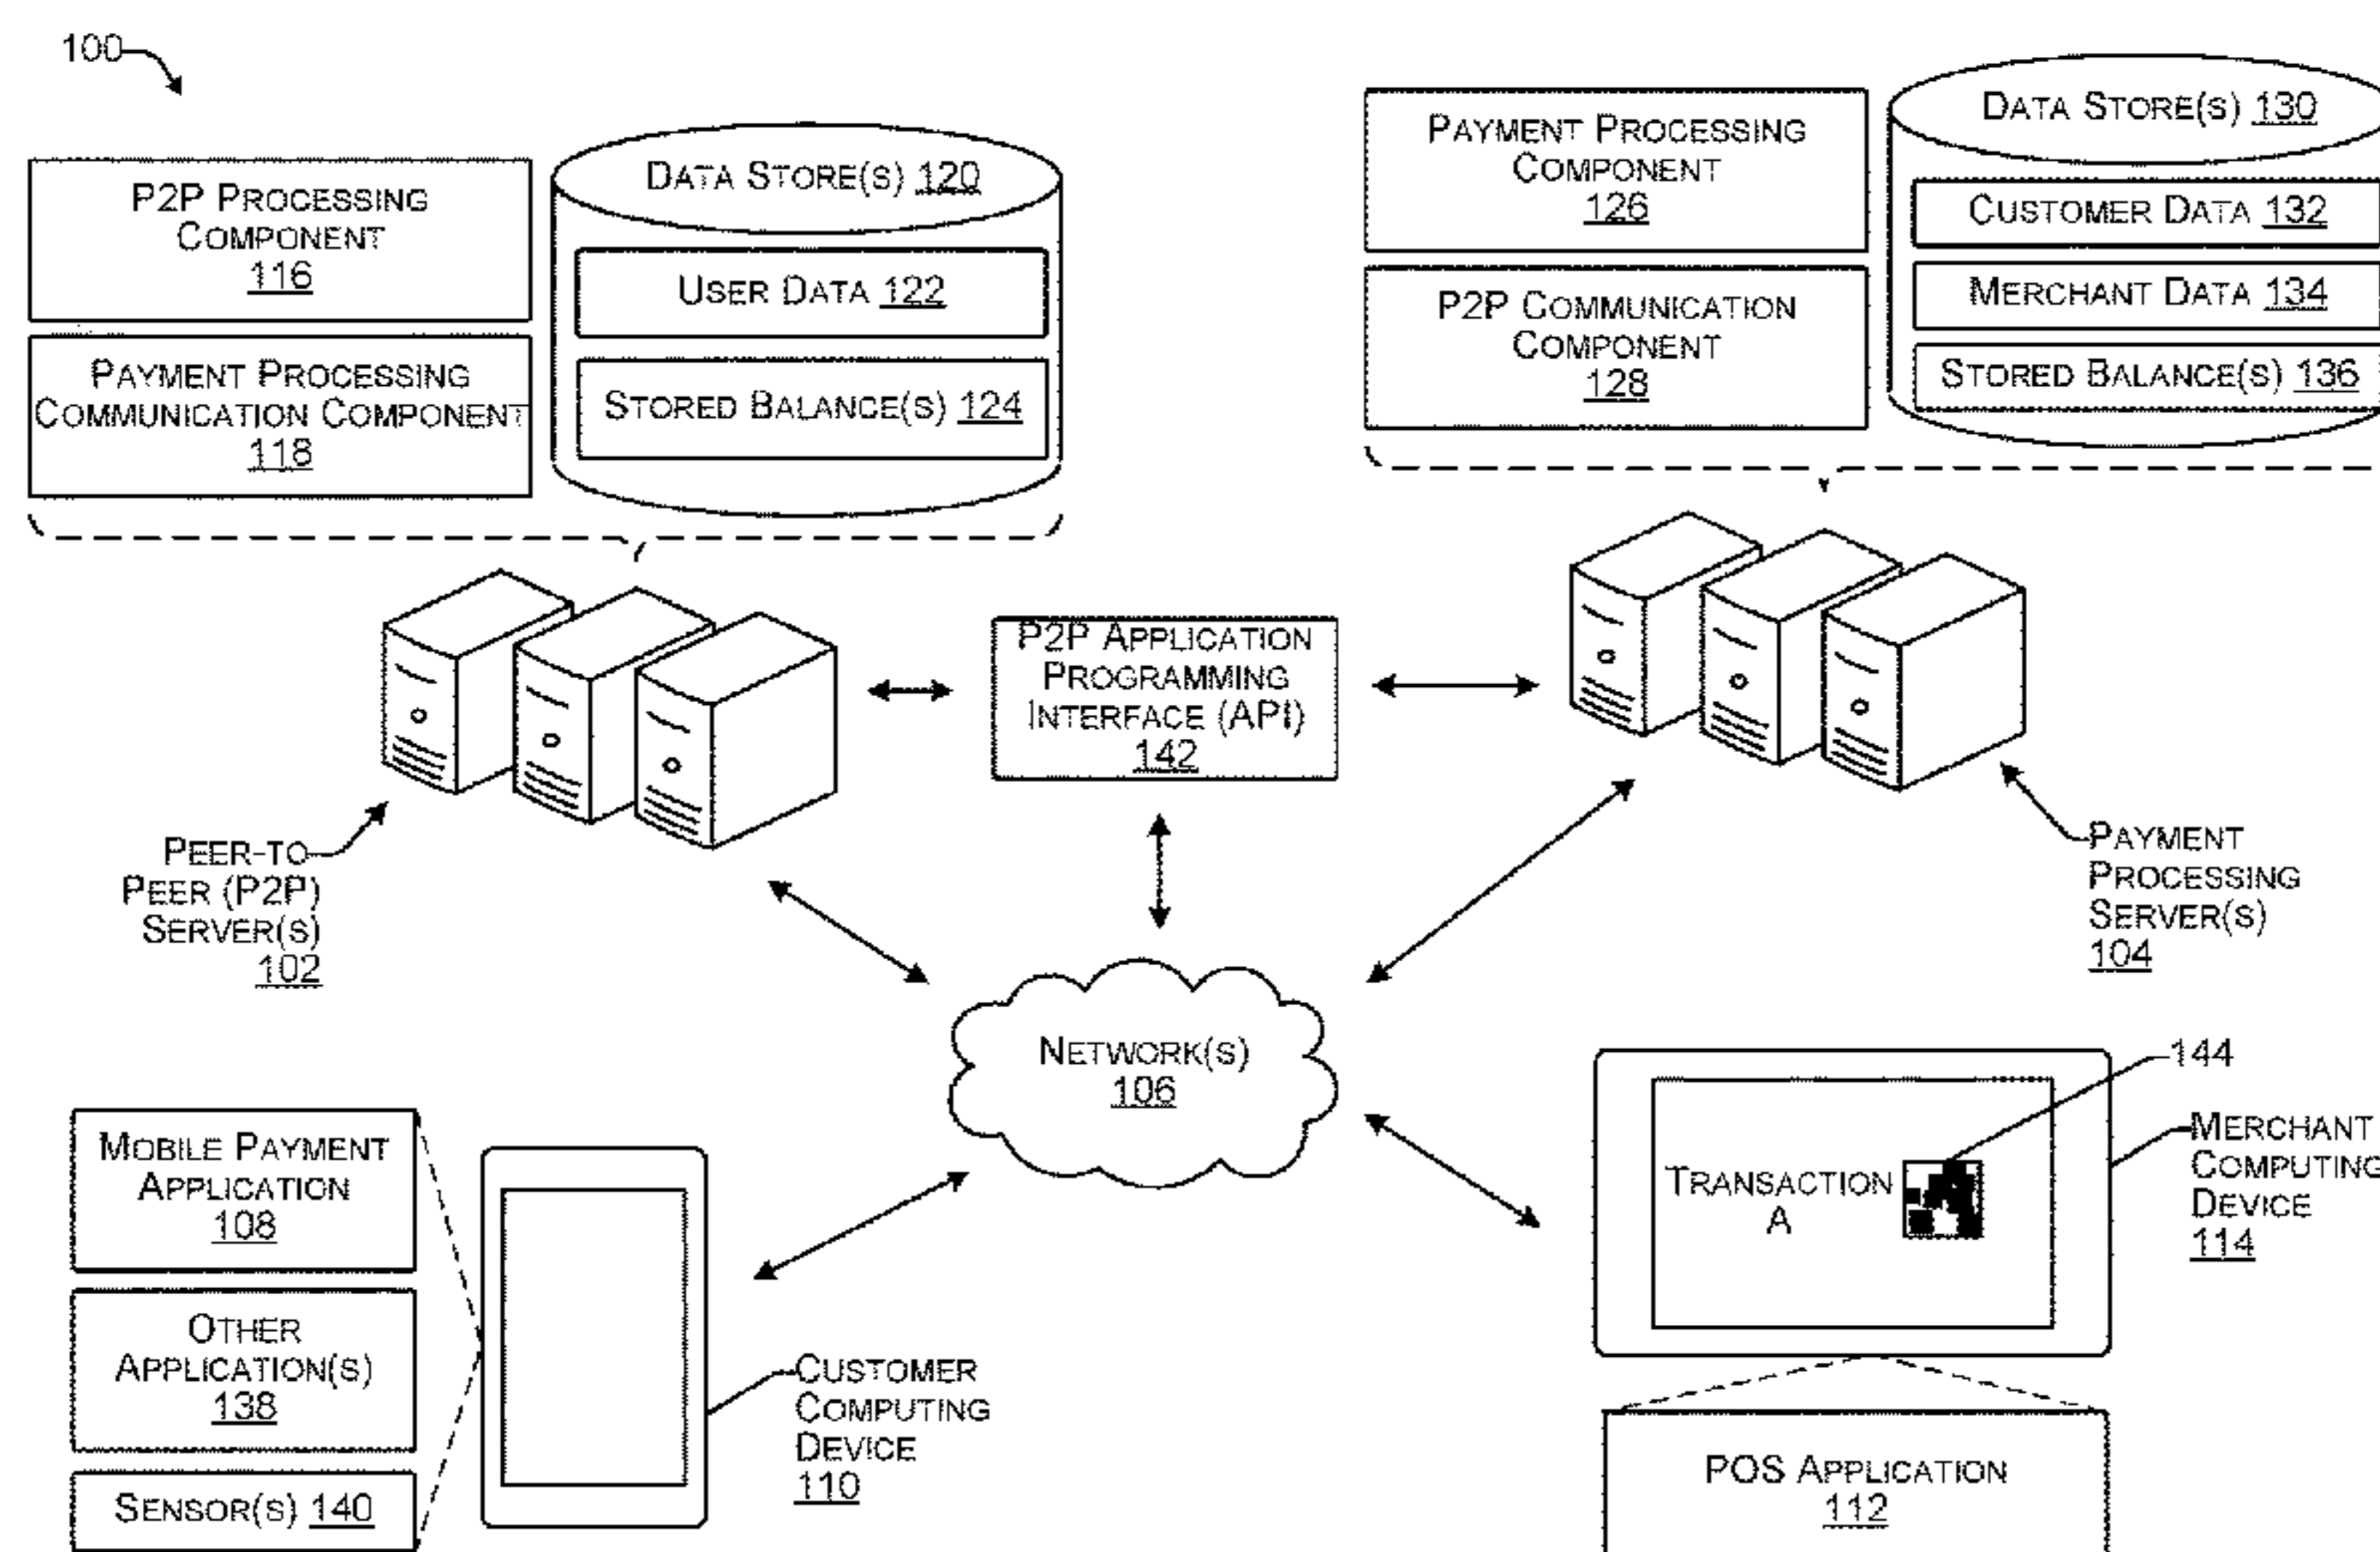 100
P2P PROCESSING
COMPONENT
116
PAYMENT PROCESSING
COMMUNICATION COMPONENT
118
DATA STORE(S) 120
USER DATA 122
STORED BALANCE(S) 124
PAYMENT PROCESSING
COMPONENT
126
P2P COMMUNICATION
COMPONENT
128
DATA STORE(S) 130
CUSTOMER DATA 132
MERCHANT DATA 134
STORED BALANCE(S) 136
P2P APPLICATION
PROGRAMMING
INTERFACE (API)
142
PEER-TO
PEER (P2P)
SERVER(S)
102
PAYMENT
PROCESSING
SERVER(S)
104
NETWORK(S)
106
MOBILE PAYMENT
APPLICATION
108
OTHER
APPLICATION(S)
138
SENSOR(S) 140
CUSTOMER
COMPUTING
DEVICE
110
144
TRANSACTION
A
MERCHANT
COMPUTING
DEVICE
114
POS APPLICATION
112